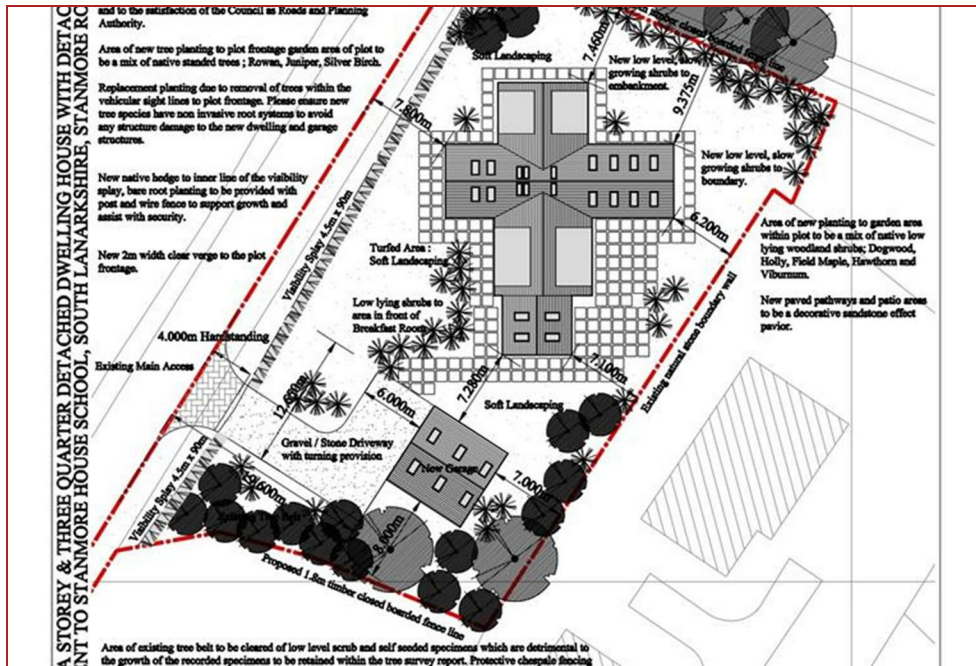 A STOREY & THREE QUARTER DETACHED DWELLING HOUSE WITH DETAC
ENT TO STANMORE HOUSE SCHOOL, SOUTH LANARKSHIRE, STANMORE RO
and to the satisfaction of the Council as Roads and Planning
Authority.
Area of new tree planting to plot frontage garden area of plot to
be a mix of native standrd trees ; Rowan, Juniper, Silver Birch.
Replacement planting due to removal of trees within the
vehicular sight lines to plot frontage. Please ensure new
tree species have non invasive root systems to avoid
any structure damage to the new dwelling and garage
structures.
New native hedge to inner line of the visibility
splay, bare root planting to be provided with
post and wire fence to support growth and
assist with security.
New 2m width clear verge to the plot
frontage.
timber closed boarded fence line
Soft Landscaping
7.460m
New low level, slow
growing shrubs to
embankment.
9.375m
7.800m
New low level, slow
growing shrubs to
boundary.
6.200m
Area of new planting to garden area
within plot to be a mix of native low
lying woodland shrubs; Dogwood,
Holly, Field Maple, Hawthorn and
Viburnum.
New paved pathways and patio areas
to be a decorative sandstone effect
pavior.
Visibility Splay 4.5m x 90m
Turfed Area :
Soft Landscaping
Low lying shrubs to
area in front of
Breakfast Room
Existing natural stone boundary wall
4.000m Hardstanding
Existing Main Access
7.280m
7.100m
6.000m
Soft Landscaping
Gravel / Stone Driveway
with turning provision
New Garage
7.000m
Visibility Splay 4.5m x 90m
19.600m
8.000m
Proposed 1.8m timber closed boarded fence line
Area of existing tree belt to be cleared of low level scrub and self seeded specimens which are detrimental to
the growth of the recorded specimens to be retained within the tree survey report. Protective chespale fencing